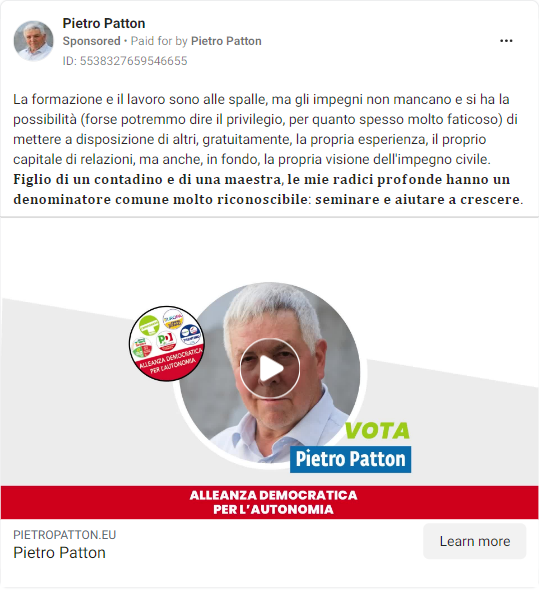 Pietro Patton
Sponsored • Paid for by Pietro Patton
ID: 5538327659546655
La formazione e il lavoro sono alle spalle, ma gli impegni non mancano e si ha la
possibilità (forse potremmo dire il privilegio, per quanto spesso molto faticoso) di
mettere a disposizione di altri, gratuitamente, la propria esperienza, il proprio
capitale di relazioni, ma anche, in fondo, la propria visione dell'impegno civile.
Figlio di un contadino e di una maestra, le mie radici profonde hanno un
denominatore comune molto riconoscibile: seminare e aiutare a crescere.
PD
ALLEANZA DEMOCRATICA
PER L'AUTONOMIA
VOTA
Pietro Patton
ALLEANZA DEMOCRATICA
PER L'AUTONOMIA
PIETROPATTON.EU
Pietro Patton
Learn more